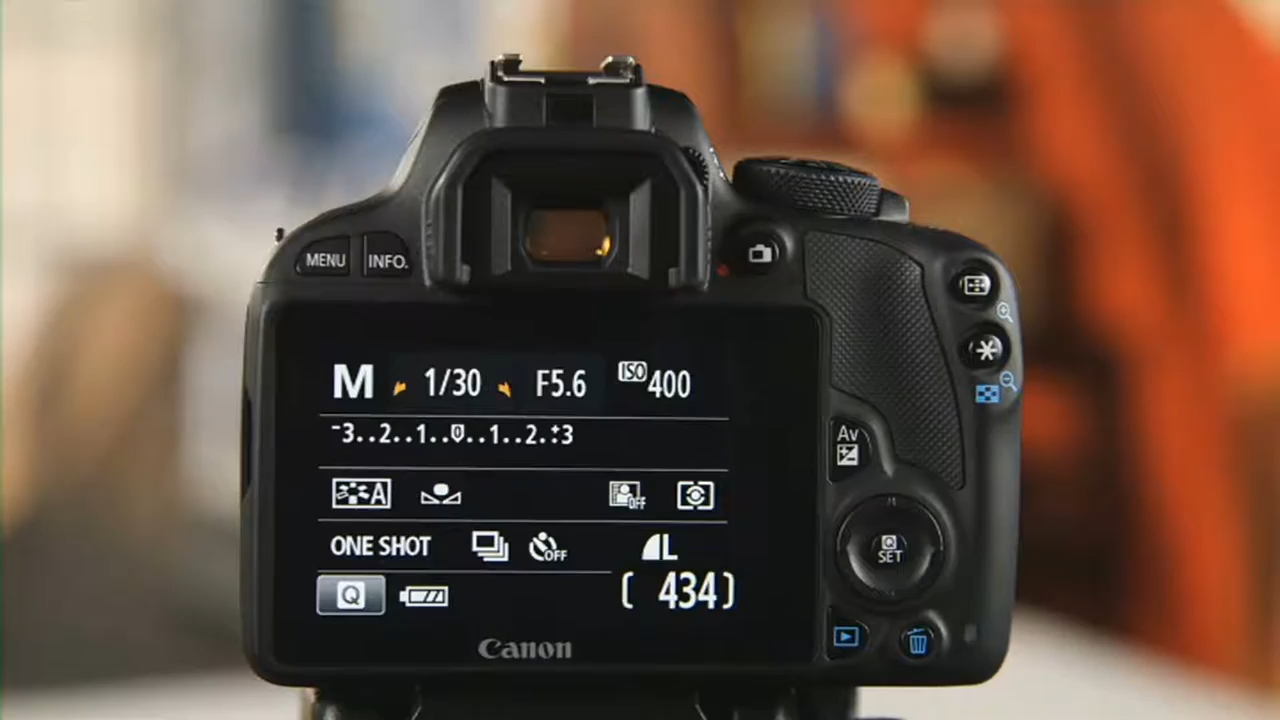 MENU INFO.
M 1/30 F5.6 ISO 400
-3..2..1..0..1..2.:+3
A OFF
ONE SHOT OFF L
Q [ 434]
Canon
Av
Q
SET